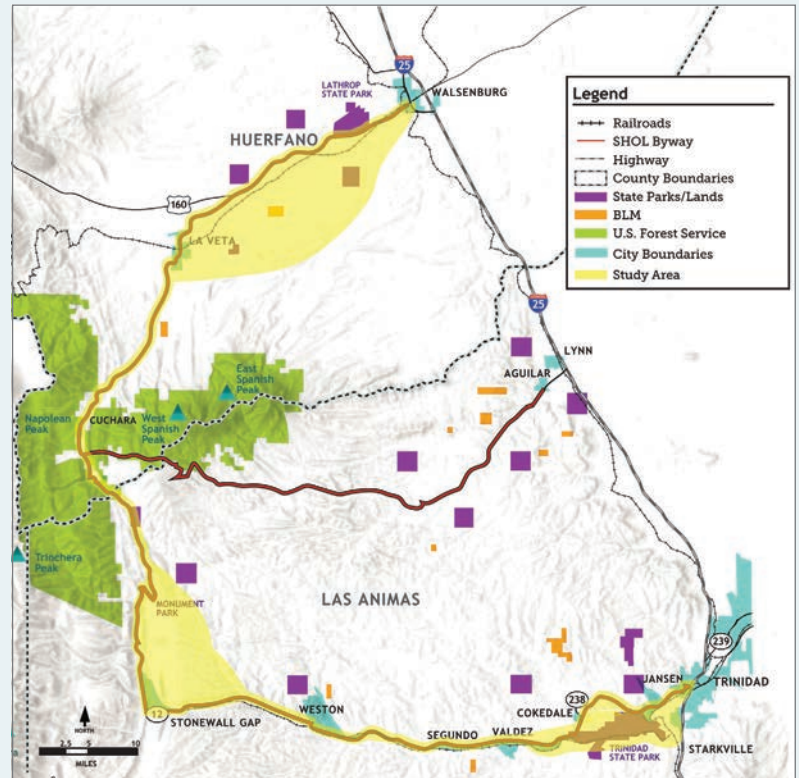 25
LATHROP
STATE PARK
WALSENBURG
HUERFANO
160
LA VETA
Legend
Railroads
SHOL Byway
Highway
County Boundaries
State Parks/Lands
BLM
U.S. Forest Service
City Boundaries
Study Area
25
LYNN
AGUILAR
East
Spanish
Peak
Napolean
Peak
CUCHARA
West
Spanish
Peak
Trinchera
Peak
MONUMENT
PARK
LAS ANIMAS
239
JANSEN
TRINIDAD
238
COKEDALE
WESTON
12
STONEWALL GAP
SEGUNDO
VALDEZ
STARKVILLE
TRINIDAD
STATE PARK
NORTH
2.5
5
10
MILES